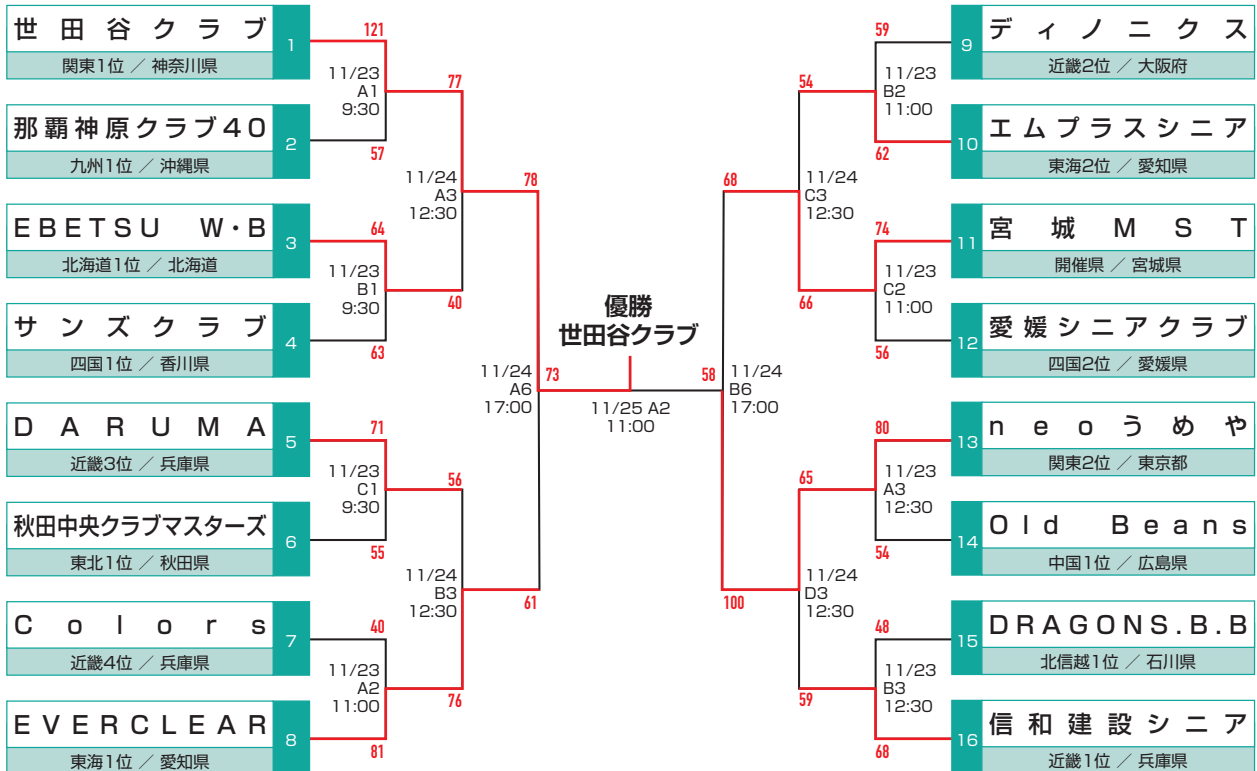 世田谷クラブ
関東1位 ／ 神奈川県
1
那覇神原クラブ40
九州1位 ／ 沖縄県
2
EBETSU W・B
北海道1位 ／ 北海道
3
サンズクラブ
四国1位 ／ 香川県
4
DARUMA
近畿3位 ／ 兵庫県
5
秋田中央クラブマスターズ
東北1位 ／ 秋田県
6
Colors
近畿4位 ／ 兵庫県
7
EVERCLEAR
東海1位 ／ 愛知県
8
121
11/23
A1
9:30
57
64
11/23
B1
9:30
63
71
11/23
C1
9:30
55
40
11/23
A2
11:00
81
77
11/24
A3
12:30
40
56
11/24
B3
12:30
76
78
11/24
A6
17:00
61
優勝
世田谷クラブ
73
58
11/25 A2
11:00
68
11/24
B6
17:00
100
54
11/24
C3
12:30
66
65
11/24
D3
12:30
59
59
11/23
B2
11:00
62
74
11/23
C2
11:00
56
80
11/23
A3
12:30
54
48
11/23
B3
12:30
68
9
ディノニクス
近畿2位 ／ 大阪府
10
エムプラスシニア
東海2位 ／ 愛知県
11
宮城MST
開催県 ／ 宮城県
12
愛媛シニアクラブ
四国2位 ／ 愛媛県
13
neoうめや
関東2位 ／ 東京都
14
Old Beans
中国1位 ／ 広島県
15
DRAGONS.B.B
北信越1位 ／ 石川県
16
信和建設シニア
近畿1位 ／ 兵庫県